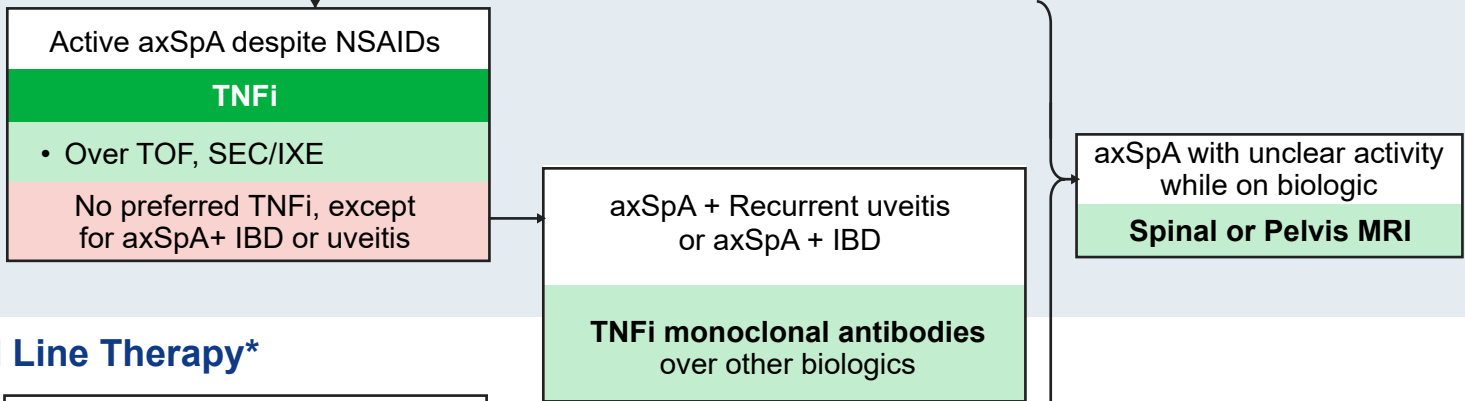 Active axSpA despite NSAIDs
TNFi
• Over TOF, SEC/IXE
No preferred TNFi, except
for axSpA+ IBD or uveitis
axSpA + Recurrent uveitis
or axSpA + IBD
TNFi monoclonal antibodies
over other biologics
axSpA with unclear activity
while on biologic
Spinal or Pelvis MRI
Line Therapy*